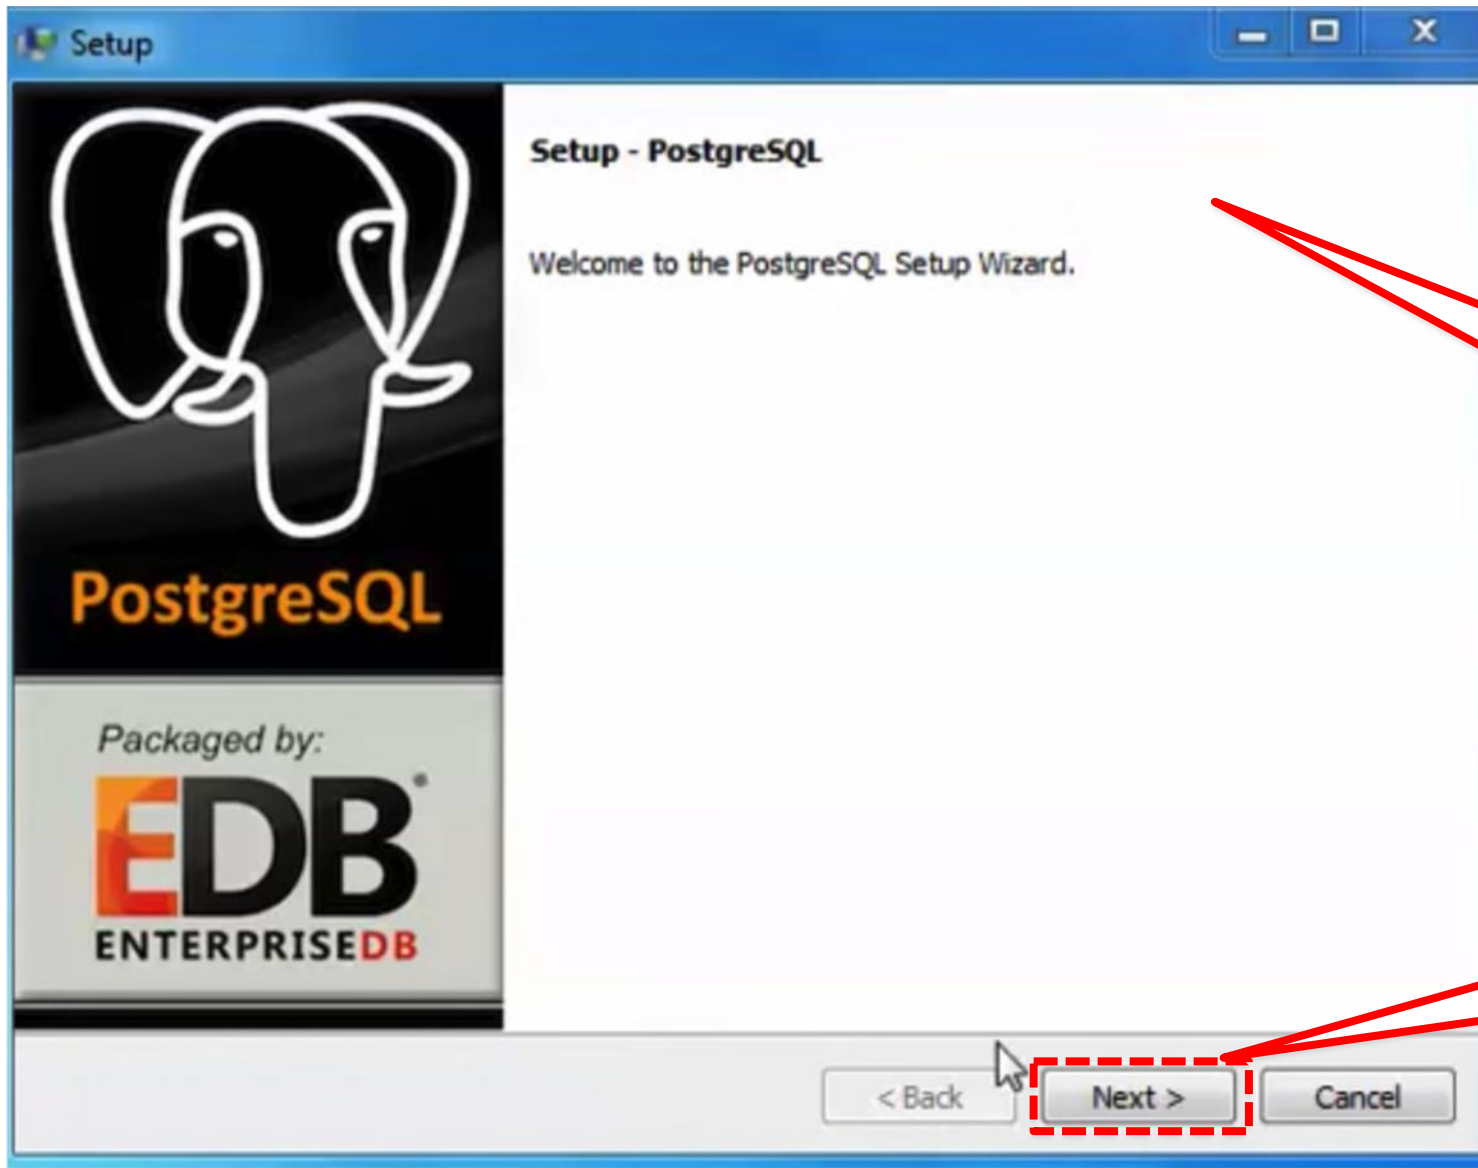 Setup
Setup - PostgreSQL
Welcome to the PostgreSQL Setup Wizard.
PostgreSQL
Packaged by:
EDB®
ENTERPRISEDB
< Back
Next >
Cancel